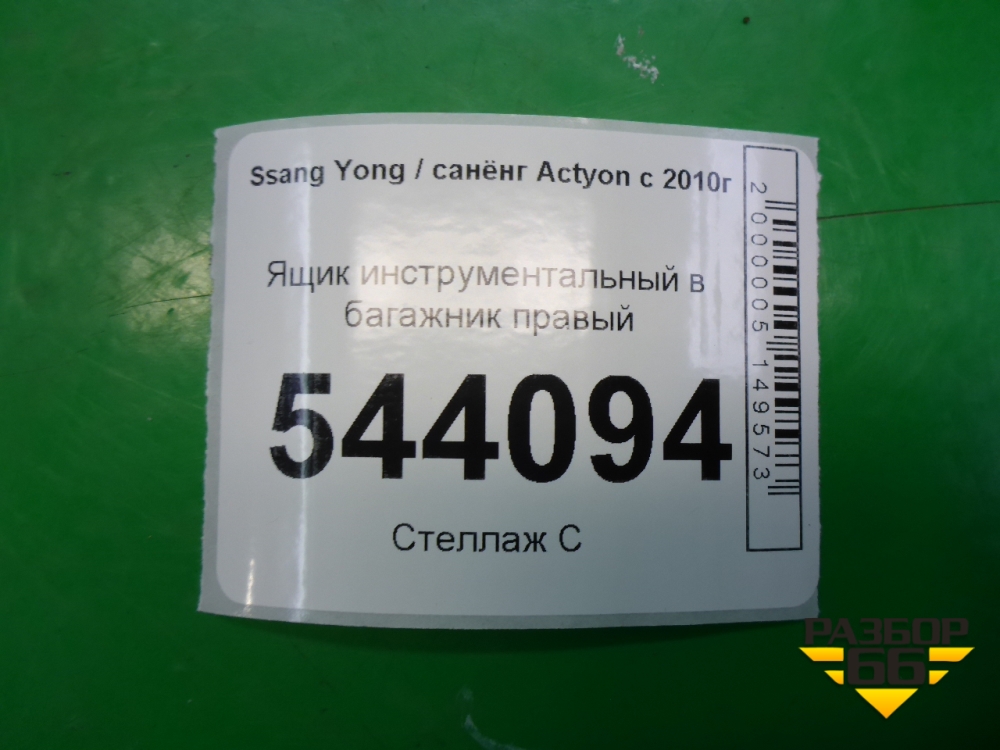 Ssang Yong / санёнг Actyon с 2010г
Ящик инструментальный в
багажник правый
544094
Стеллаж С
2000005149573
РАЗБОР
66